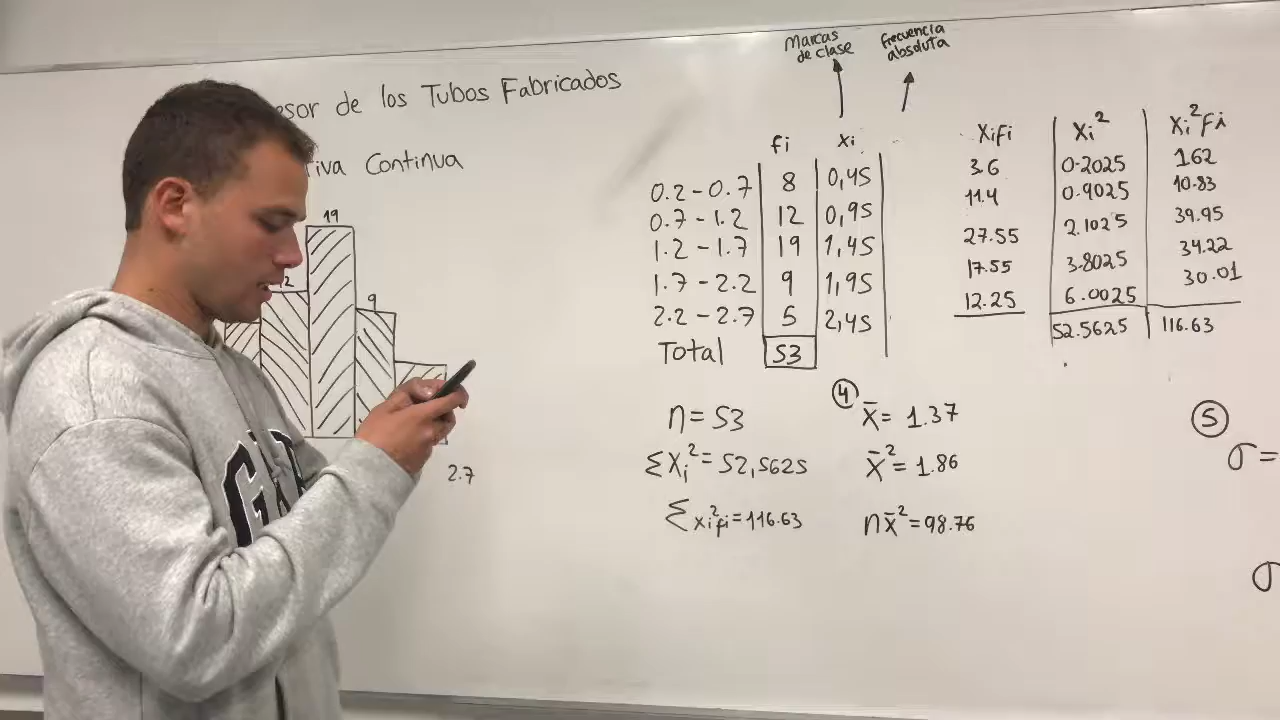 Marcas de clase
frecuencia absoluta
esor de los Tubos Fabricados
iva Continua
19
12
9
2.7
fi xi xifi xi² xi²fi
0.2-0.7 8 0,45 3.6 0.2025 162
0.7-1.2 12 0,95 11.4 0.9025 10.83
1.2-1.7 19 1,45 27.55 2.1025 39.95
1.7-2.2 9 1,95 17.55 3.8025 34.22
2.2-2.7 5 2,45 12.25 6.0025 30.01
Total 53 52.5625 116.63
n=53
Σxi²=52,5625
Σxi²fi=116.63
④ x̄=1.37
x̄²=1.86
nx̄²=98.76
⑤
σ=
σ